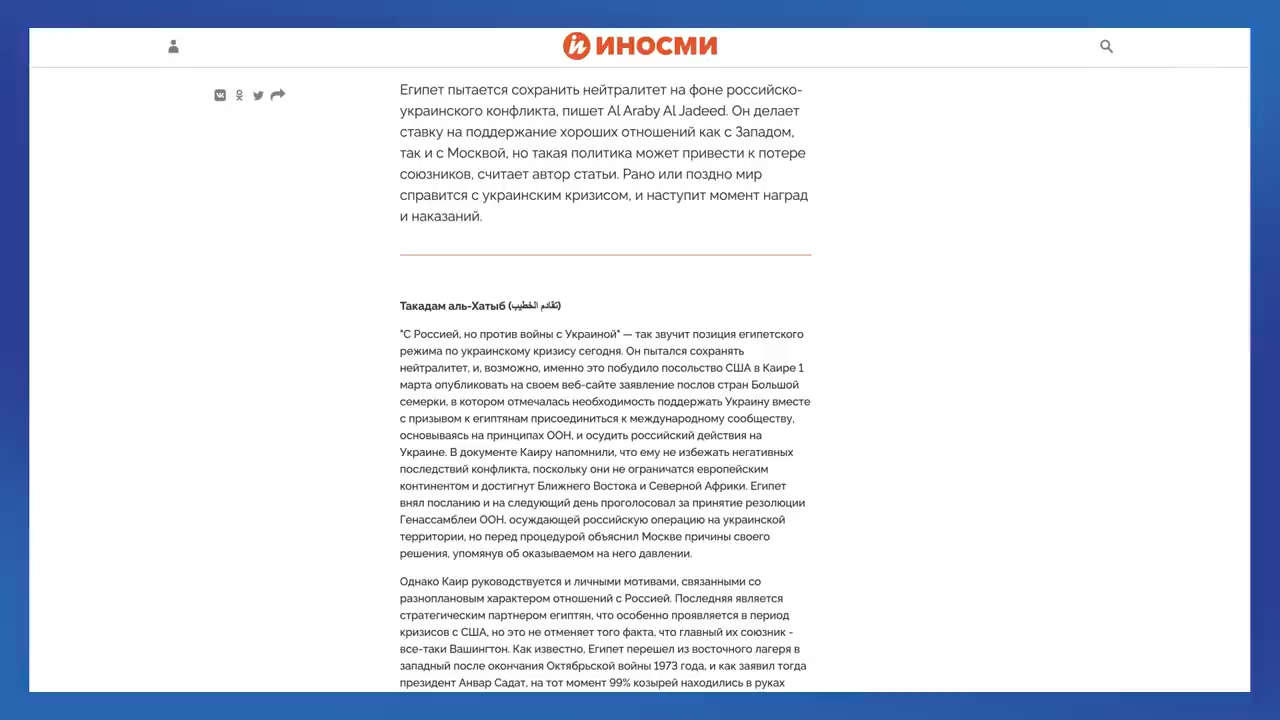 ИНОСМИ
Египет пытается сохранить нейтралитет на фоне российско-
украинского конфликта, пишет Al Araby Al Jadeed. Он делает
ставку на поддержание хороших отношений как с Западом,
так и с Москвой, но такая политика может привести к потере
союзников, считает автор статьи. Рано или поздно мир
справится с украинским кризисом, и наступит момент наград
и наказаний.
Такадам аль-Хатыб (تقادم الخطيب)
"С Россией, но против войны с Украиной" — так звучит позиция египетского
режима по украинскому кризису сегодня. Он пытался сохранять
нейтралитет, и, возможно, именно это побудило посольство США в Каире 1
марта опубликовать на своем веб-сайте заявление послов стран Большой
семерки, в котором отмечалась необходимость поддержать Украину вместе
с призывом к египтянам присоединиться к международному сообществу,
основываясь на принципах ООН, и осудить российский действия на
Украине. В документе Каиру напомнили, что ему не избежать негативных
последствий конфликта, поскольку они не ограничатся европейским
континентом и достигнут Ближнего Востока и Северной Африки. Египет
внял посланию и на следующий день проголосовал за принятие резолюции
Генассамблеи ООН, осуждающей российскую операцию на украинской
территории, но перед процедурой объяснил Москве причины своего
решения, упомянув об оказываемом на него давлении.
Однако Каир руководствуется и личными мотивами, связанными со
разноплановым характером отношений с Россией. Последняя является
стратегическим партнером египтян, что особенно проявляется в период
кризисов с США, но это не отменяет того факта, что главный их союзник -
все-таки Вашингтон. Как известно, Египет перешел из восточного лагеря в
западный после окончания Октябрьской войны 1973 года, и как заявил тогда
президент Анвар Садат, на тот момент 99% козырей находились в руках